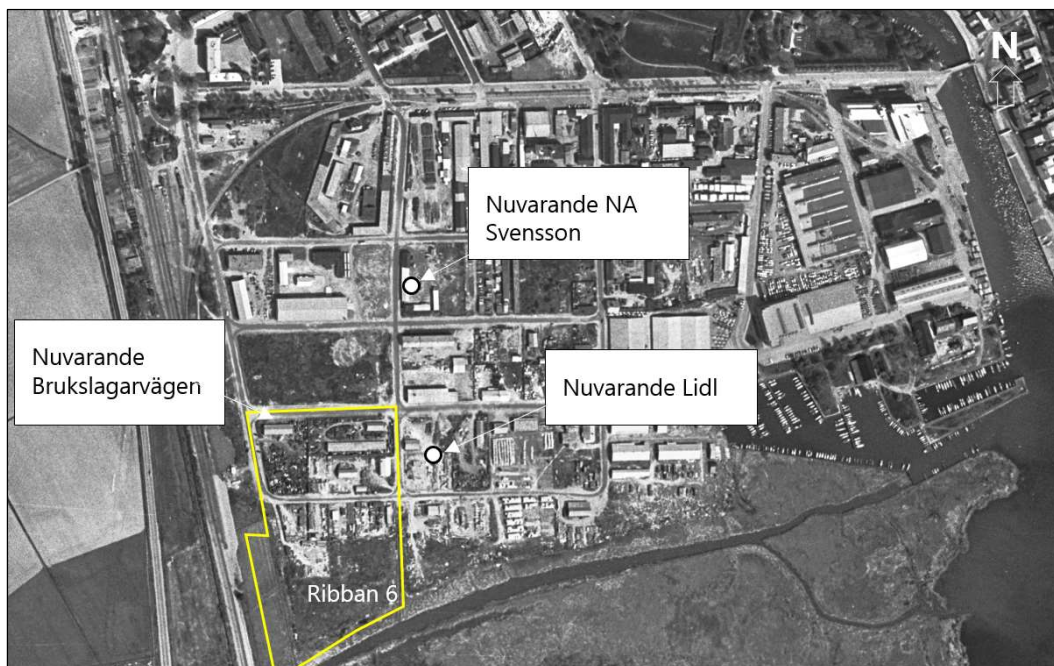 N
Nuvarande NA
Svensson
Nuvarande
Brukslagarvägen
Nuvarande Lidl
Ribban 6